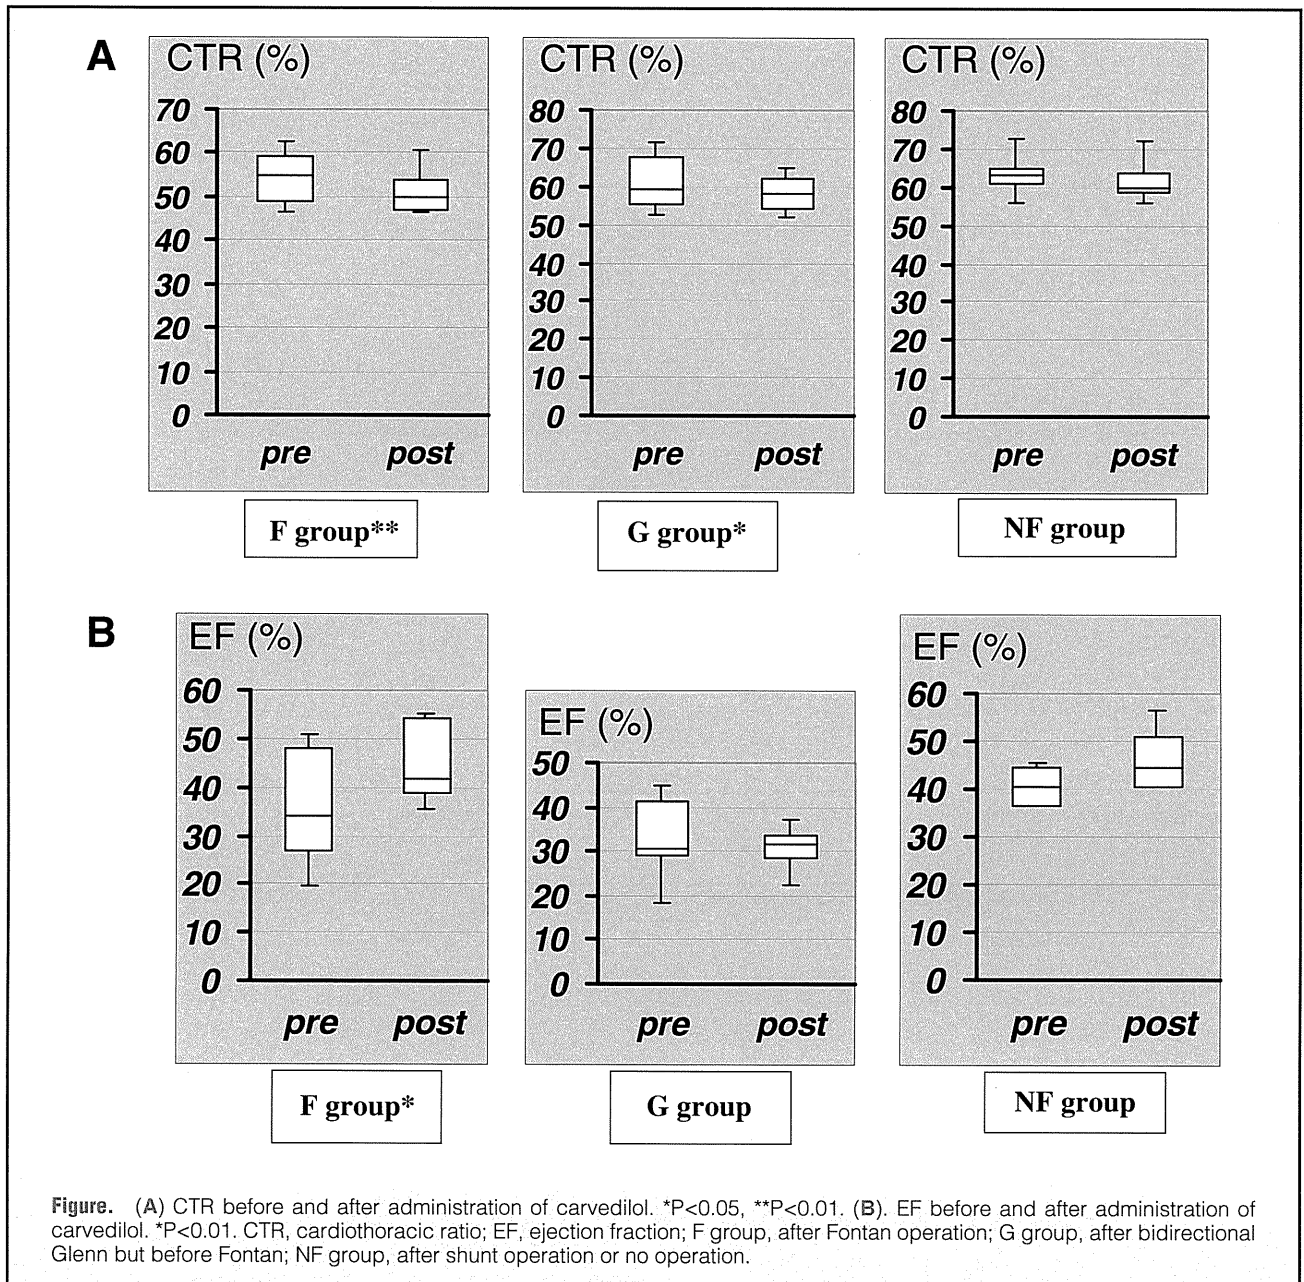 A
CTR (%)
70
60
50
40
30
20
10
0
pre post
F group**
CTR (%)
80
70
60
50
40
30
20
10
0
pre post
G group*
CTR (%)
80
70
60
50
40
30
20
10
0
pre post
NF group
B
EF (%)
60
50
40
30
20
10
0
pre post
F group*
EF (%)
50
40
30
20
10
0
pre post
G group
EF (%)
60
50
40
30
20
10
0
pre post
NF group
Figure. (A) CTR before and after administration of carvedilol. *P<0.05, **P<0.01. (B). EF before and after administration of
carvedilol. *P<0.01. CTR, cardiothoracic ratio; EF, ejection fraction; F group, after Fontan operation; G group, after bidirectional
Glenn but before Fontan; NF group, after shunt operation or no operation.